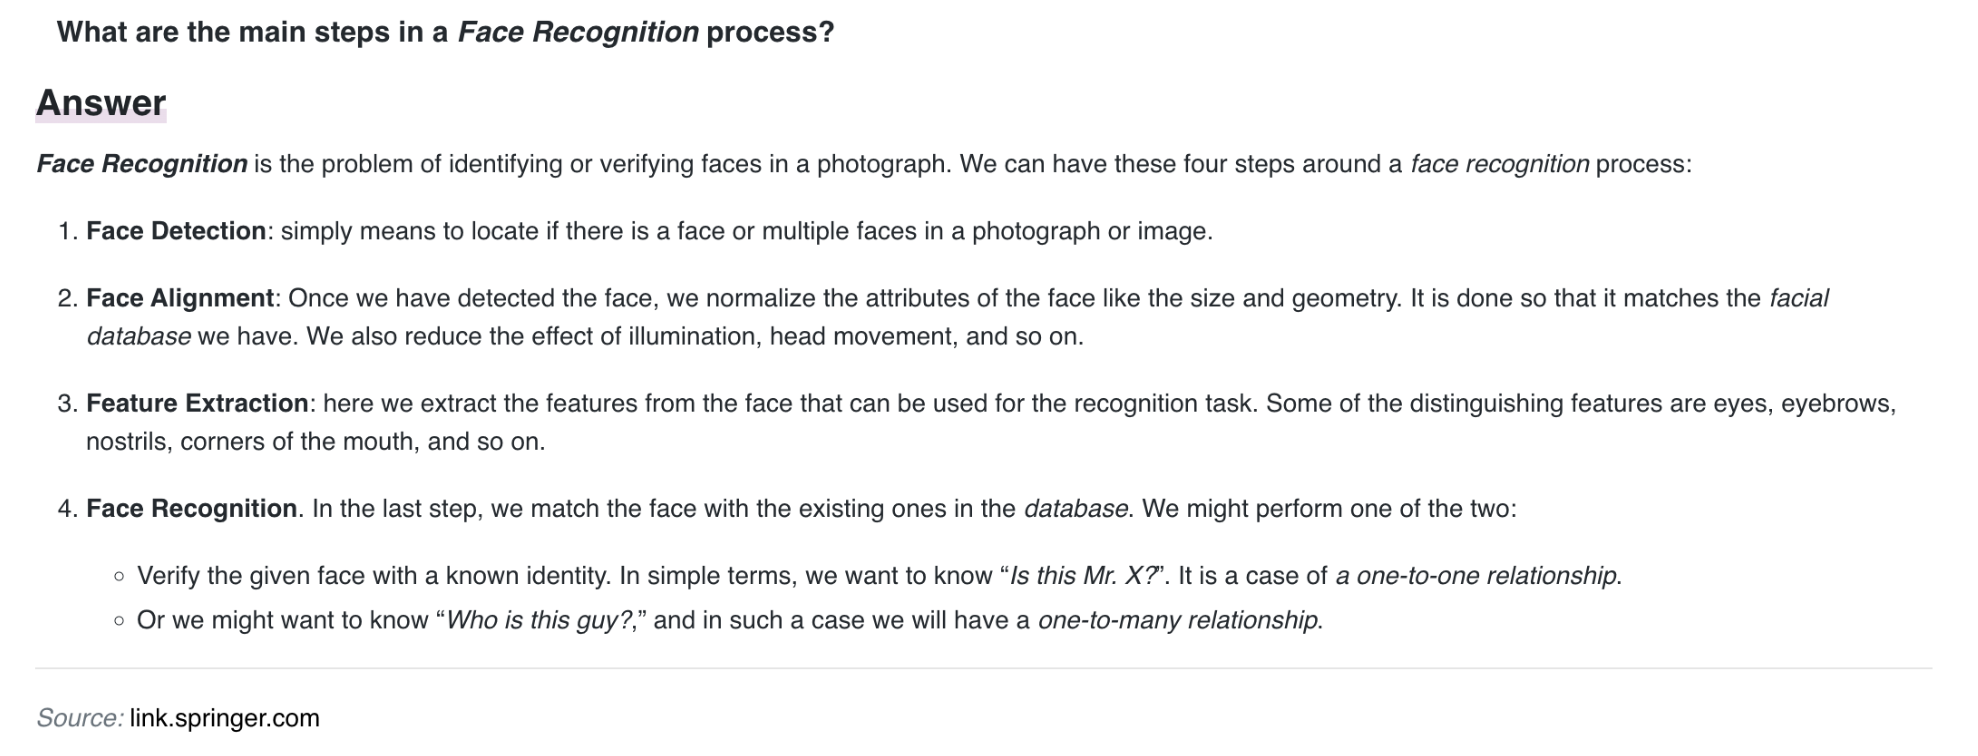 What are the main steps in a Face Recognition process?
Answer
Face Recognition is the problem of identifying or verifying faces in a photograph. We can have these four steps around a face recognition process:
1. Face Detection: simply means to locate if there is a face or multiple faces in a photograph or image.
2. Face Alignment: Once we have detected the face, we normalize the attributes of the face like the size and geometry. It is done so that it matches the facial
database we have. We also reduce the effect of illumination, head movement, and so on.
3. Feature Extraction: here we extract the features from the face that can be used for the recognition task. Some of the distinguishing features are eyes, eyebrows,
nostrils, corners of the mouth, and so on.
4. Face Recognition. In the last step, we match the face with the existing ones in the database. We might perform one of the two:
◦ Verify the given face with a known identity. In simple terms, we want to know “Is this Mr. X?”. It is a case of a one-to-one relationship.
◦ Or we might want to know “Who is this guy?,” and in such a case we will have a one-to-many relationship.
Source: link.springer.com